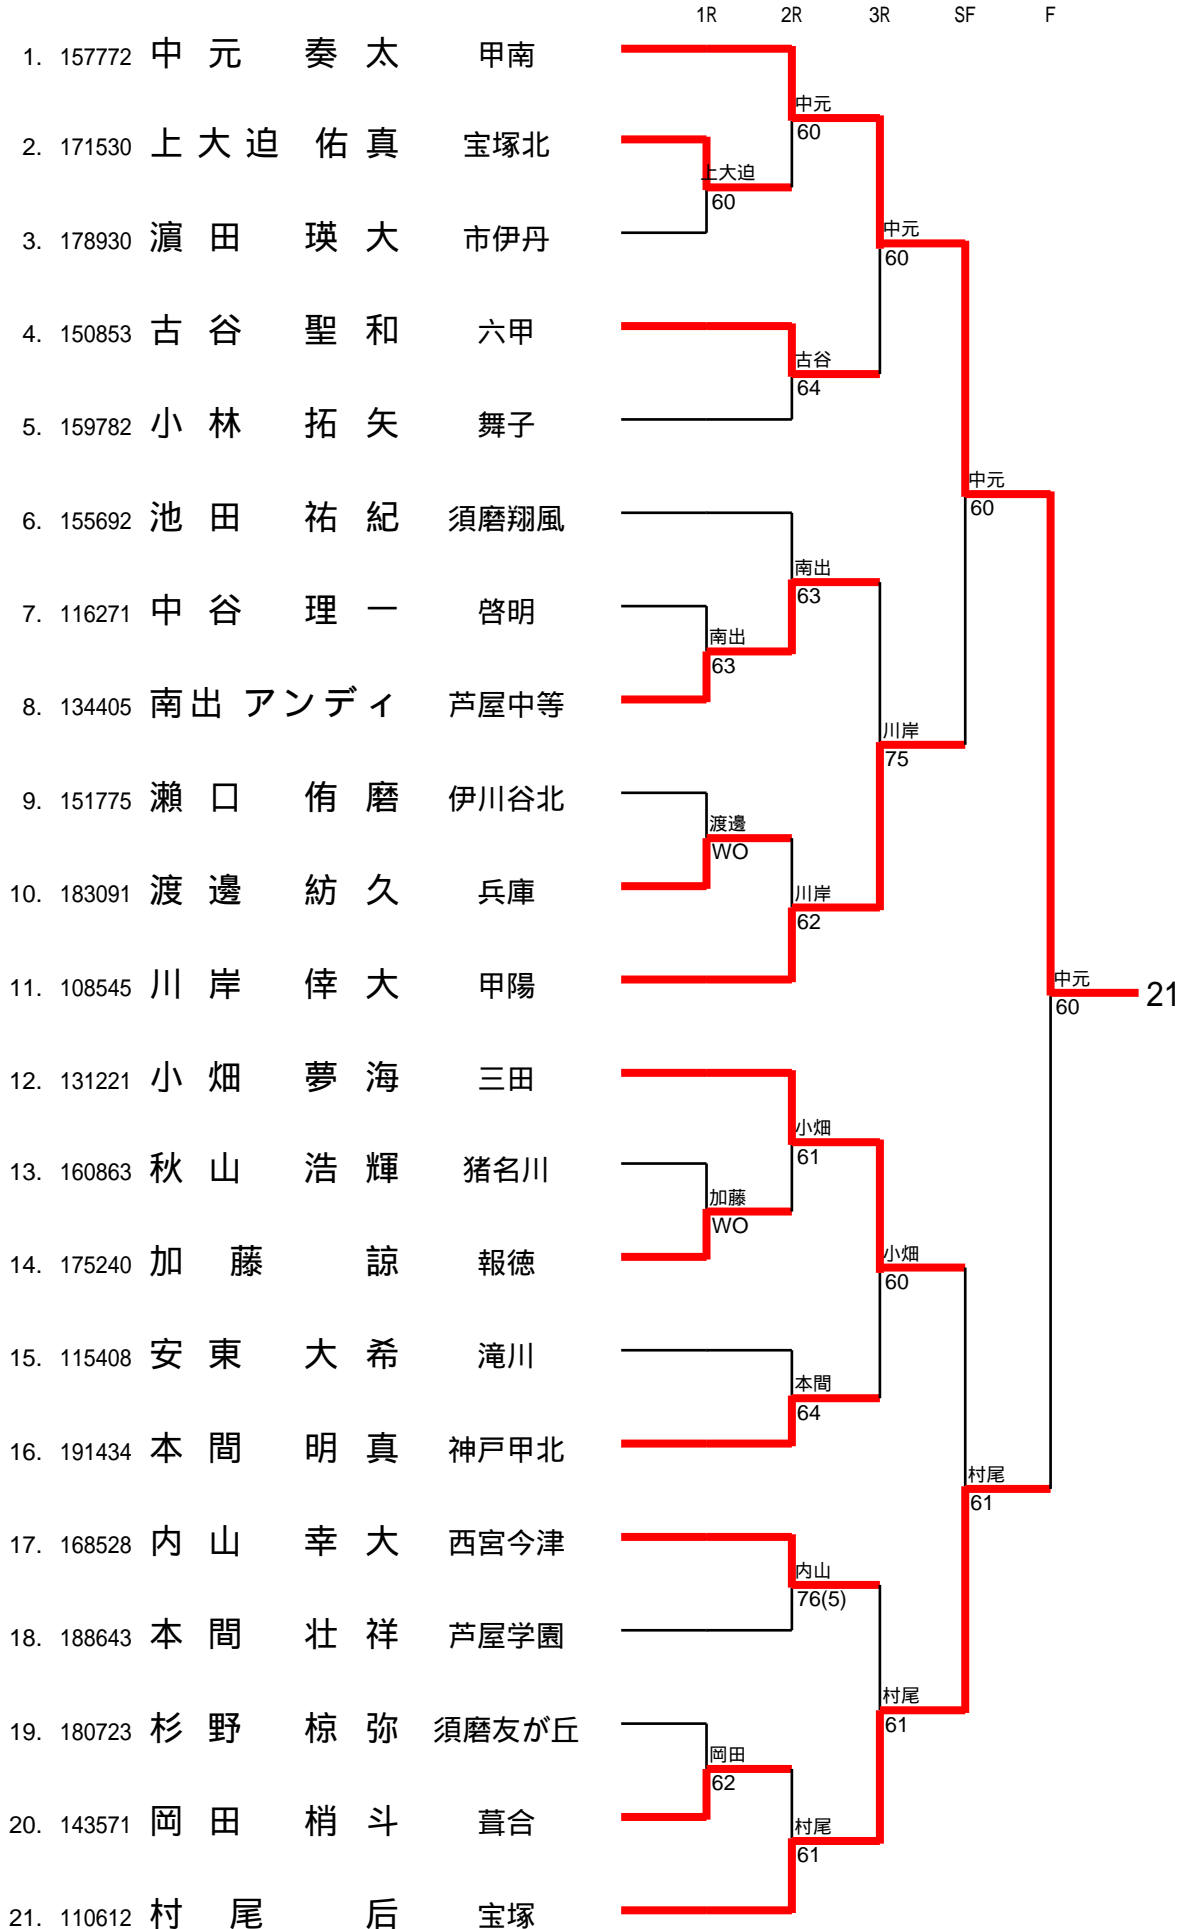 1R 2R 3R SF F
1. 157772 中元 奏太 甲南
中元
60
2. 171530 上大迫 佑真 宝塚北
上大迫
60
3. 178930 濵田 瑛大 市伊丹
中元
60
4. 150853 古谷 聖和 六甲
古谷
64
5. 159782 小林 拓矢 舞子
中元
60
6. 155692 池田 祐紀 須磨翔風
南出
63
7. 116271 中谷 理一 啓明
南出
63
8. 134405 南出 アンディ 芦屋中等
川岸
75
9. 151775 瀨口 侑磨 伊川谷北
渡邊
WO
10. 183091 渡邊 紡久 兵庫
川岸
62
11. 108545 川岸 倖大 甲陽
中元
60
21
12. 131221 小畑 夢海 三田
小畑
61
13. 160863 秋山 浩輝 猪名川
加藤
WO
14. 175240 加藤 諒 報徳
小畑
60
15. 115408 安東 大希 滝川
本間
64
16. 191434 本間 明真 神戸甲北
村尾
61
17. 168528 内山 幸大 西宮今津
内山
76(5)
18. 188643 本間 壮祥 芦屋学園
村尾
61
19. 180723 杉野 椋弥 須磨友が丘
岡田
62
20. 143571 岡田 梢斗 葺合
村尾
61
21. 110612 村尾 后 宝塚